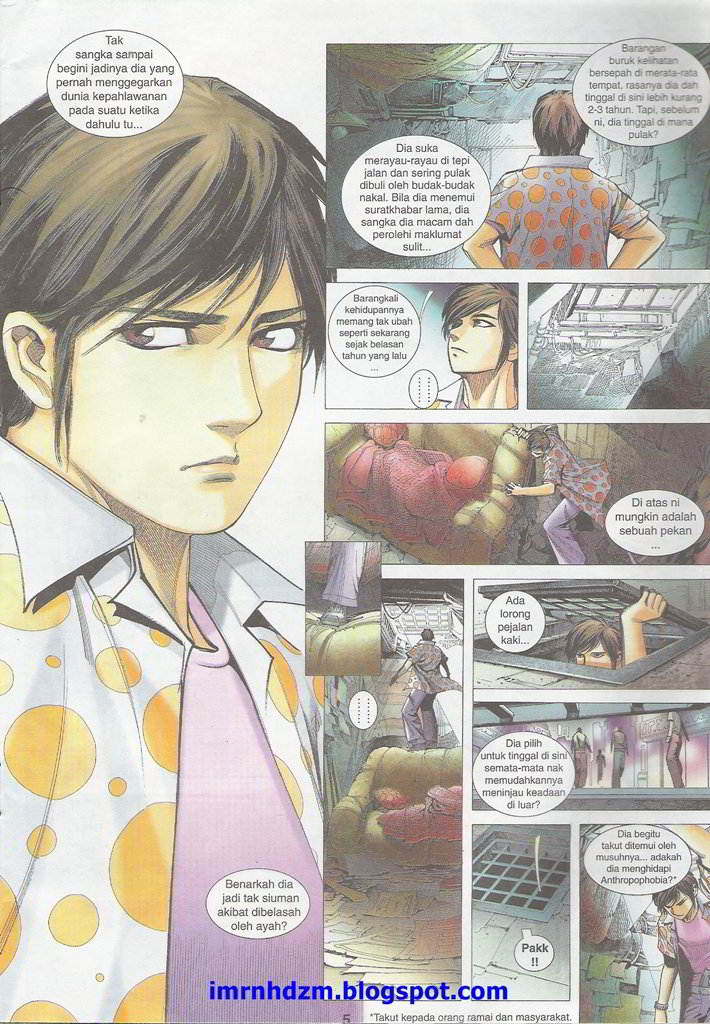 Tak
sangka sampai
begini jadinya dia yang
pernah menggegarkan
dunia kepahlawanan
pada suatu ketika
dahulu tu...
Barangan
buruk kelihatan
bersepah di merata-rata
tempat, rasanya dia dah
tinggal di sini lebih kurang
2-3 tahun. Tapi, sebelum
ni, dia tinggal di mana
pulak?
Dia suka
merayau-rayau di tepi
jalan dan sering pulak
dibuli oleh budak-budak
nakal. Bila dia menemui
suratkhabar lama, dia
sangka dia macam dah
perolehi maklumat
sulit...
Barangkali
kehidupannya
memang tak ubah
seperti sekarang
sejak belasan
tahun yang lalu
...
Di atas ni
mungkin adalah
sebuah pekan
...
Ada
lorong
pejalan
kaki...
Dia pilih
untuk tinggal di sini
semata-mata nak
memudahkannya
meninjau keadaan
di luar?
Pakk
!!
Dia begitu
takut ditemui oleh
musuhnya... adakah
dia menghidapi
Anthropophobia?*
Benarkah dia
jadi tak siuman
akibat dibelasah
oleh ayah?
imrnhdzm.blogspot.com
5
*Takut kepada orang ramai dan masyarakat.